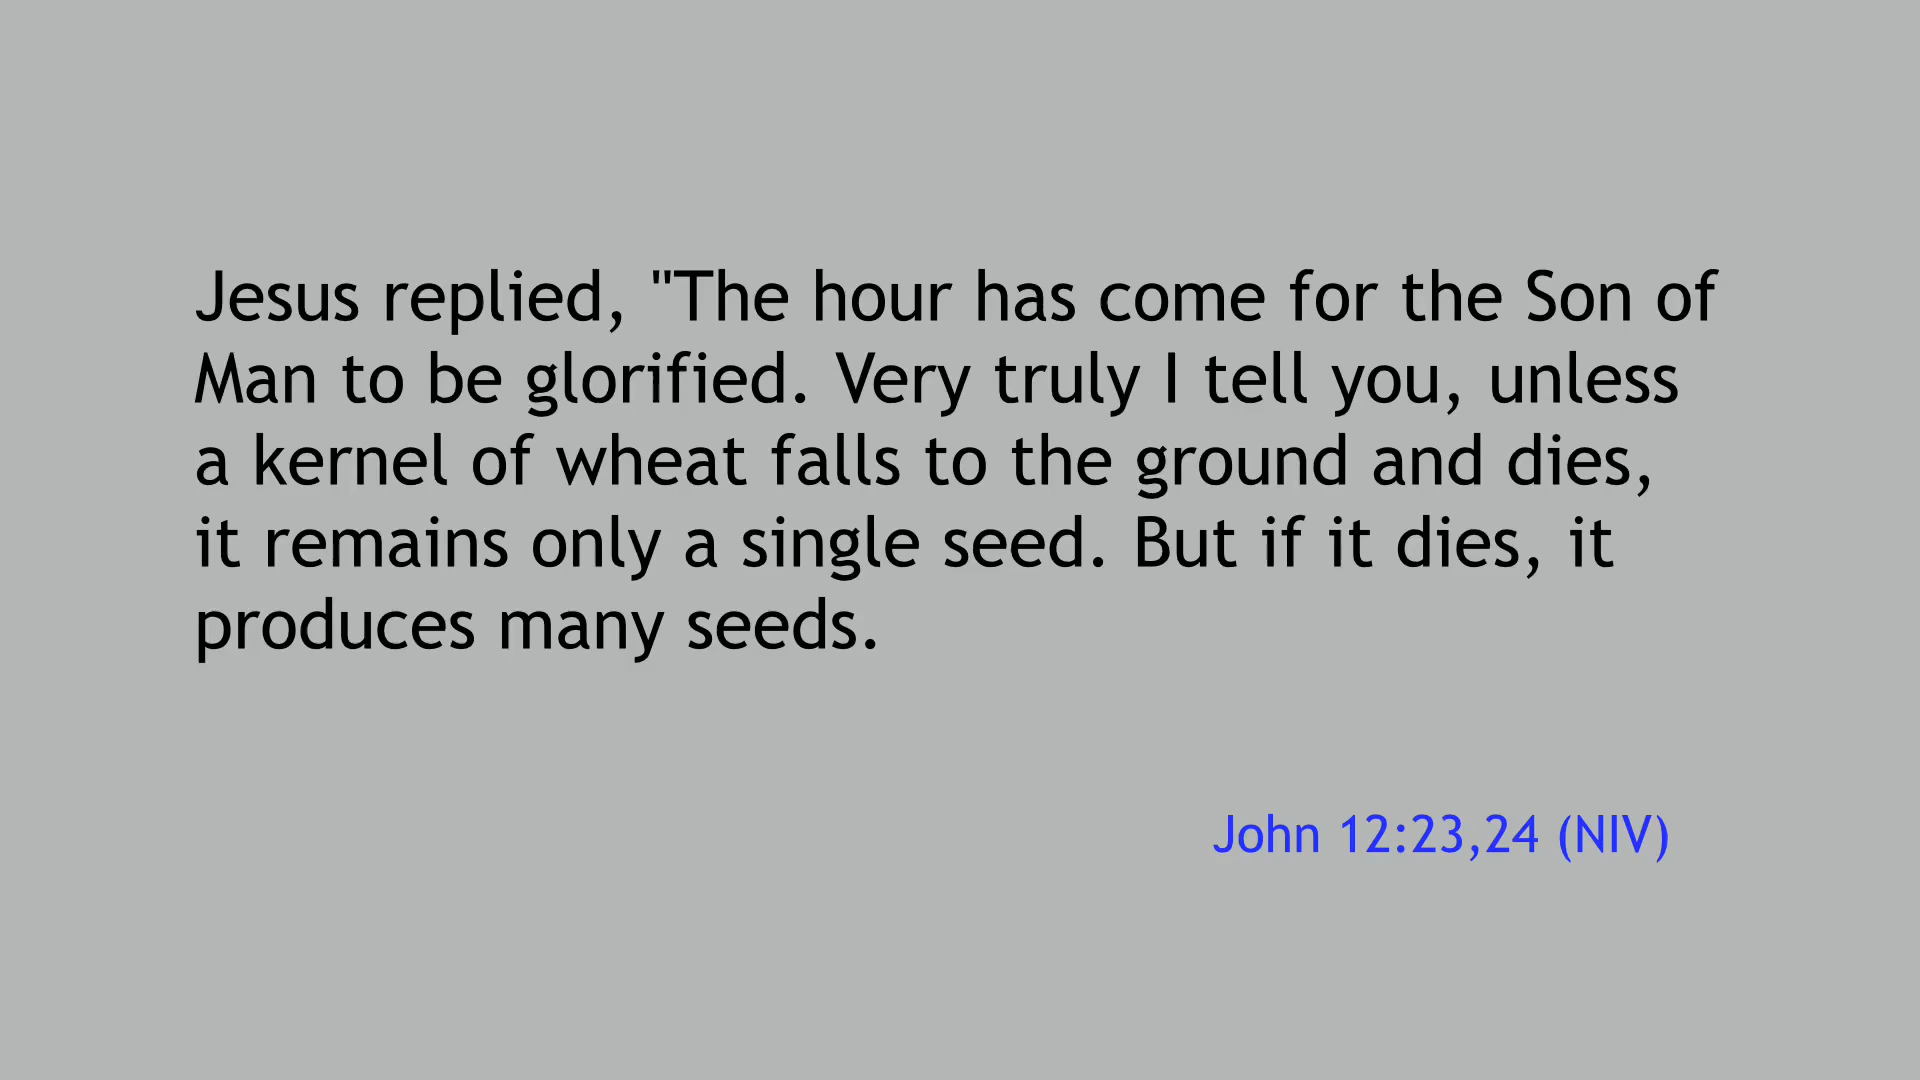 Jesus replied, "The hour has come for the Son of
Man to be glorified. Very truly I tell you, unless
a kernel of wheat falls to the ground and dies,
it remains only a single seed. But if it dies, it
produces many seeds.
John 12:23,24 (NIV)